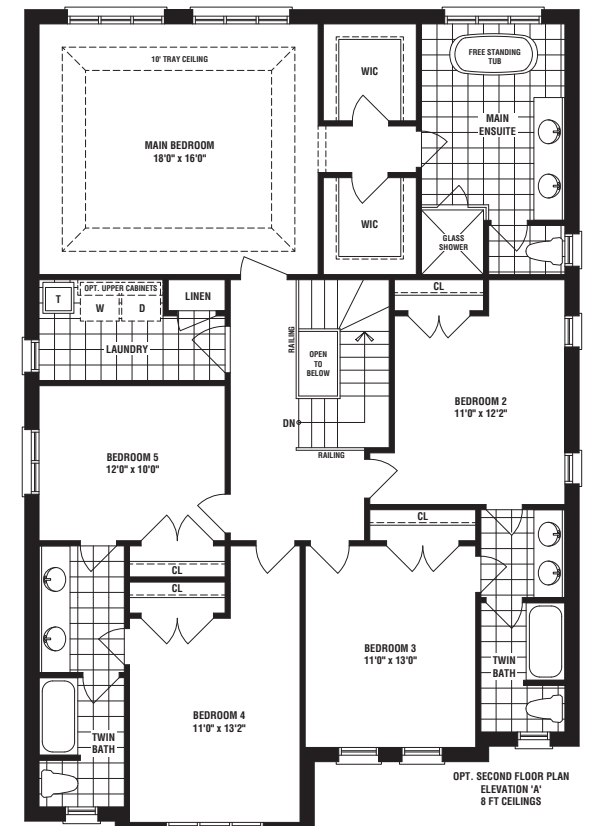 10' TRAY CEILING
MAIN BEDROOM
18'0" x 16'0"
WIC
FREE STANDING
TUB
MAIN
ENSUITE
WIC
GLASS
SHOWER
T
OPT. UPPER CABINETS
W
D
LINEN
LAUNDRY
RAILING
OPEN
TO
BELOW
DN
RAILING
CL
BEDROOM 2
11'0" x 12'2"
BEDROOM 5
12'0" x 10'0"
CL
CL
CL
BEDROOM 3
11'0" x 13'0"
TWIN
BATH
BEDROOM 4
11'0" x 13'2"
TWIN
BATH
OPT. SECOND FLOOR PLAN
ELEVATION 'A'
8 FT CEILINGS